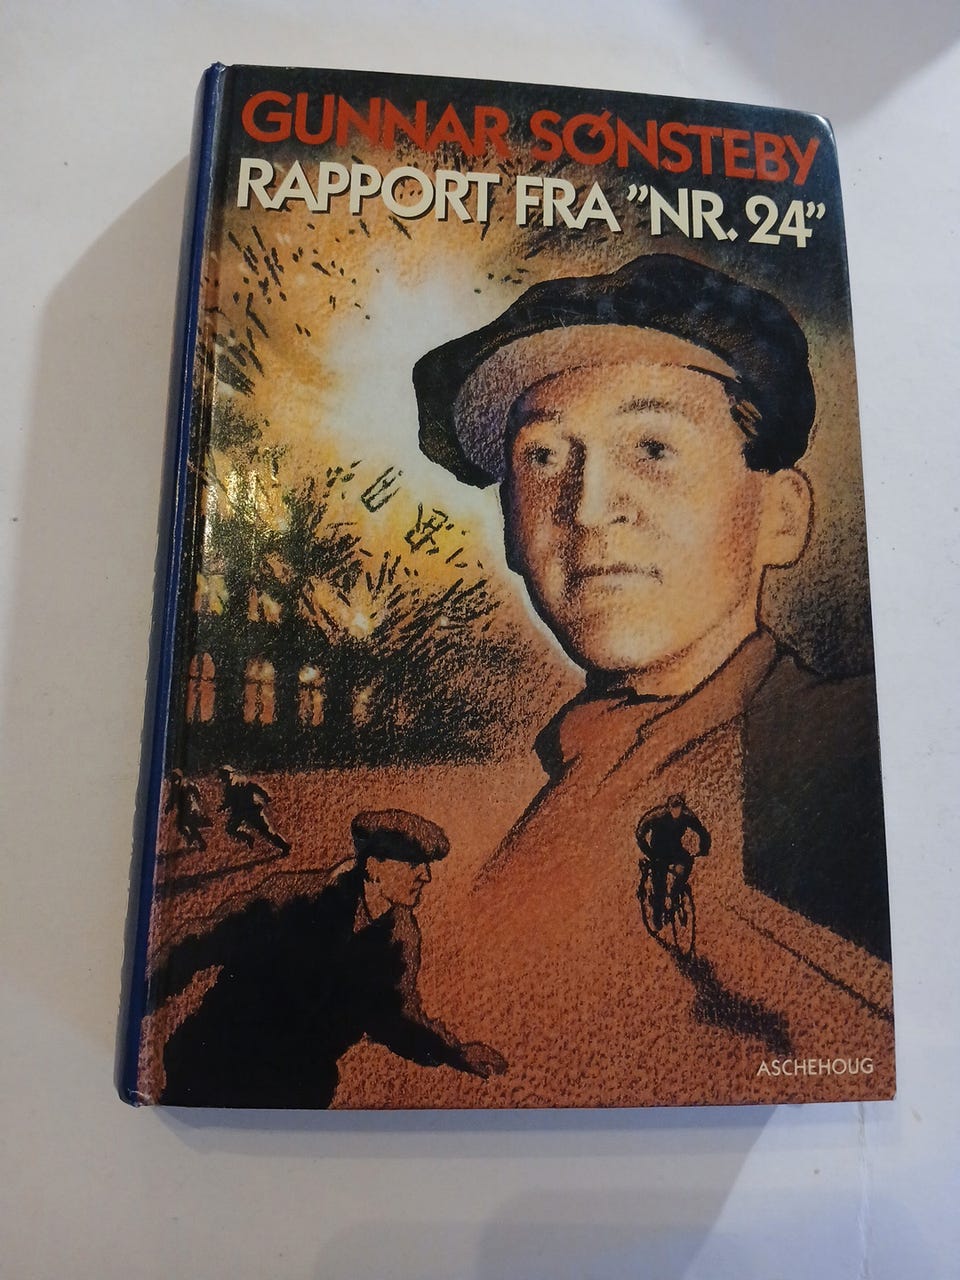 GUNNAR SØNSTEBY
RAPPORT FRA ”NR. 24”
ASCHEHOUG